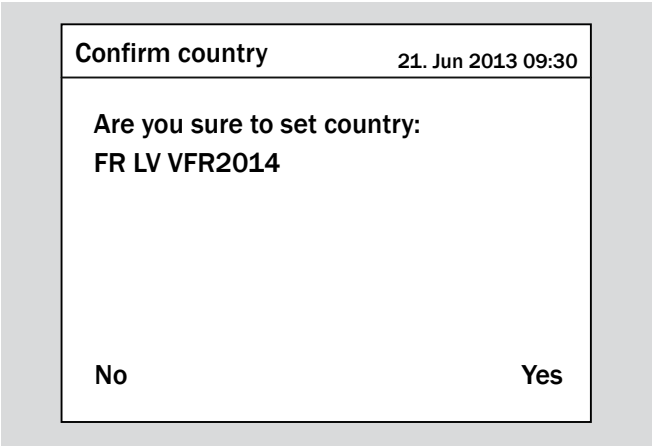 Confirm country 21. Jun 2013 09:30
Are you sure to set country:
FR LV VFR2014
No Yes